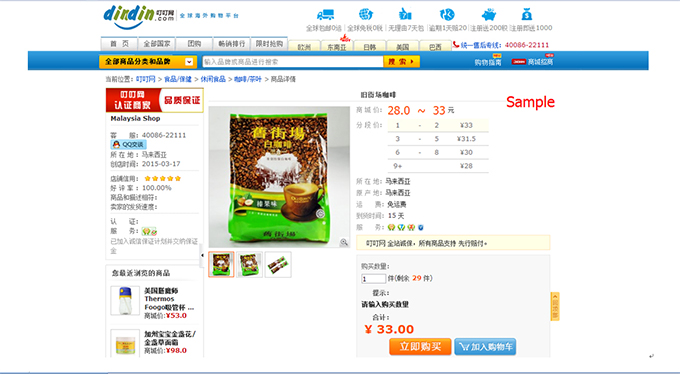 dindin 叮叮网 .com 全球海外购物平台
全球包邮0运 全球免税0税 无理由7天包 逾期1天赔20 注册送200积 注册即送1000
首 页 全部国家 团购 畅销排行 限时抢购 欧洲 东南亚 日韩 美国 巴西 统一售后专线: 40086-22111
全部商品分类和品牌 输入品牌或商品进行搜索 搜 索 购物指南 商城招商
当前位置: 叮叮网 > 食品/保健 > 休闲食品 > 咖啡/茶叶 > 商品详情
叮叮网
认证商家 品质保证
Malaysia Shop
客 服: 40086-22111
QQ交谈
所 在 地: 马来西亚
创店时间: 2015-03-17
店铺信用:
好 评 率: 100.00%
商品和描述相符:
卖家的发货速度:
认 证:
服 务:
已加入诚信保证计划并交纳保证
金
您最近浏览的商品
美国膳魔师
Thermos
Foogo吸管杯 ...
商城价:¥53.0
加州宝宝金盏花/
金盏草面霜
商城价:¥98.0
舊街場
白咖啡
榛果味
舊街場
旧街场咖啡
Sample
商 城 价: 28.0 ~ 33 元
分 段 价: 1 - 2 ¥33
3 - 5 ¥31.5
6 - 8 ¥30
9+ ¥28
所 在 地: 马来西亚
原 产 地: 马来西亚
运 费: 免运费
到货时间: 15 天
服 务:
叮叮网 全站诚保，所有商品支持 先行赔付。
购买数量:
1 件(剩余 29 件)
提示:
请输入购买数量
合计:
¥ 33.00
立即购买 加入购物车